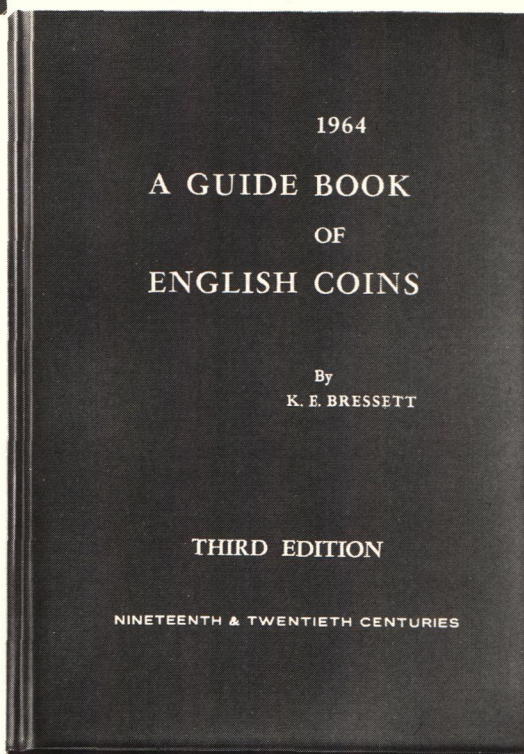 1964
A GUIDE BOOK
OF
ENGLISH COINS
By
K. E. BRESSETT
THIRD EDITION
NINETEENTH & TWENTIETH CENTURIES